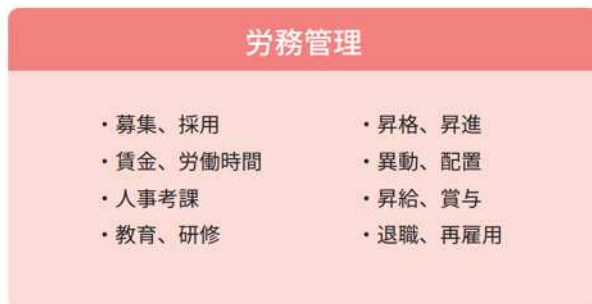 労務管理
・募集、採用
・賃金、労働時間
・人事考課
・教育、研修
・昇格、昇進
・異動、配置
・昇給、賞与
・退職、再雇用